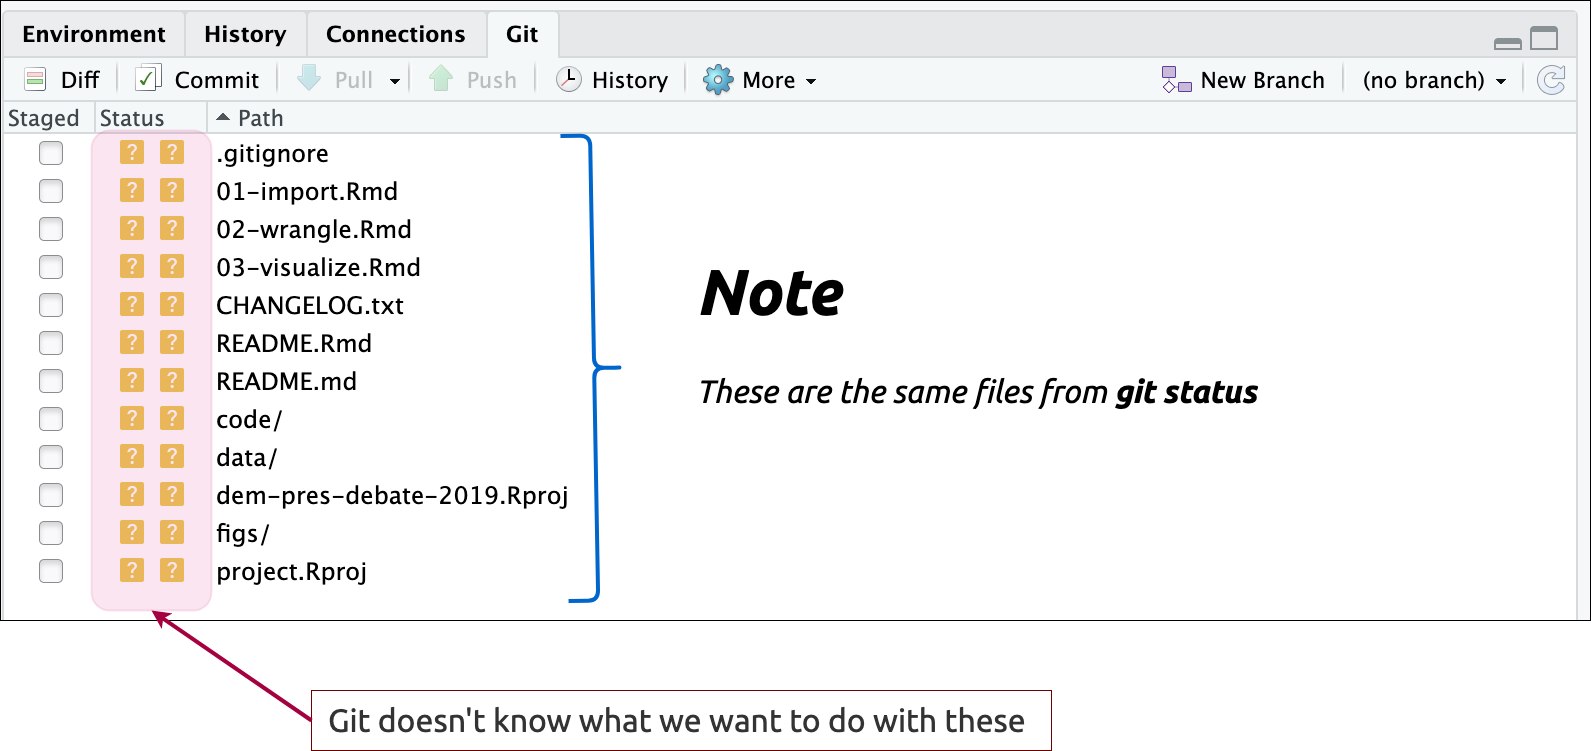 Environment History Connections Git
Diff Commit Pull Push History More New Branch (no branch)
Staged Status Path
? ? .gitignore
? ? 01-import.Rmd
? ? 02-wrangle.Rmd
? ? 03-visualize.Rmd
? ? CHANGELOG.txt
? ? README.Rmd
? ? README.md
? ? code/
? ? data/
? ? dem-pres-debate-2019.Rproj
? ? figs/
? ? project.Rproj
Note
These are the same files from git status
Git doesn't know what we want to do with these